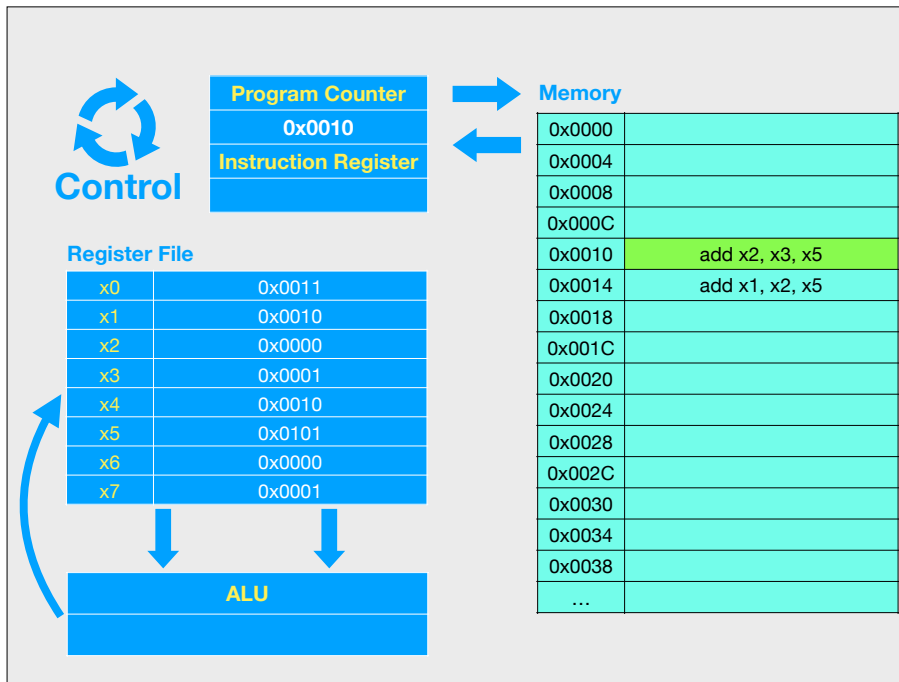 Program Counter
0x0010
Instruction Register
Control
Register File
x0 0x0011
x1 0x0010
x2 0x0000
x3 0x0001
x4 0x0010
x5 0x0101
x6 0x0000
x7 0x0001
ALU
Memory
0x0000
0x0004
0x0008
0x000C
0x0010 add x2, x3, x5
0x0014 add x1, x2, x5
0x0018
0x001C
0x0020
0x0024
0x0028
0x002C
0x0030
0x0034
0x0038
…